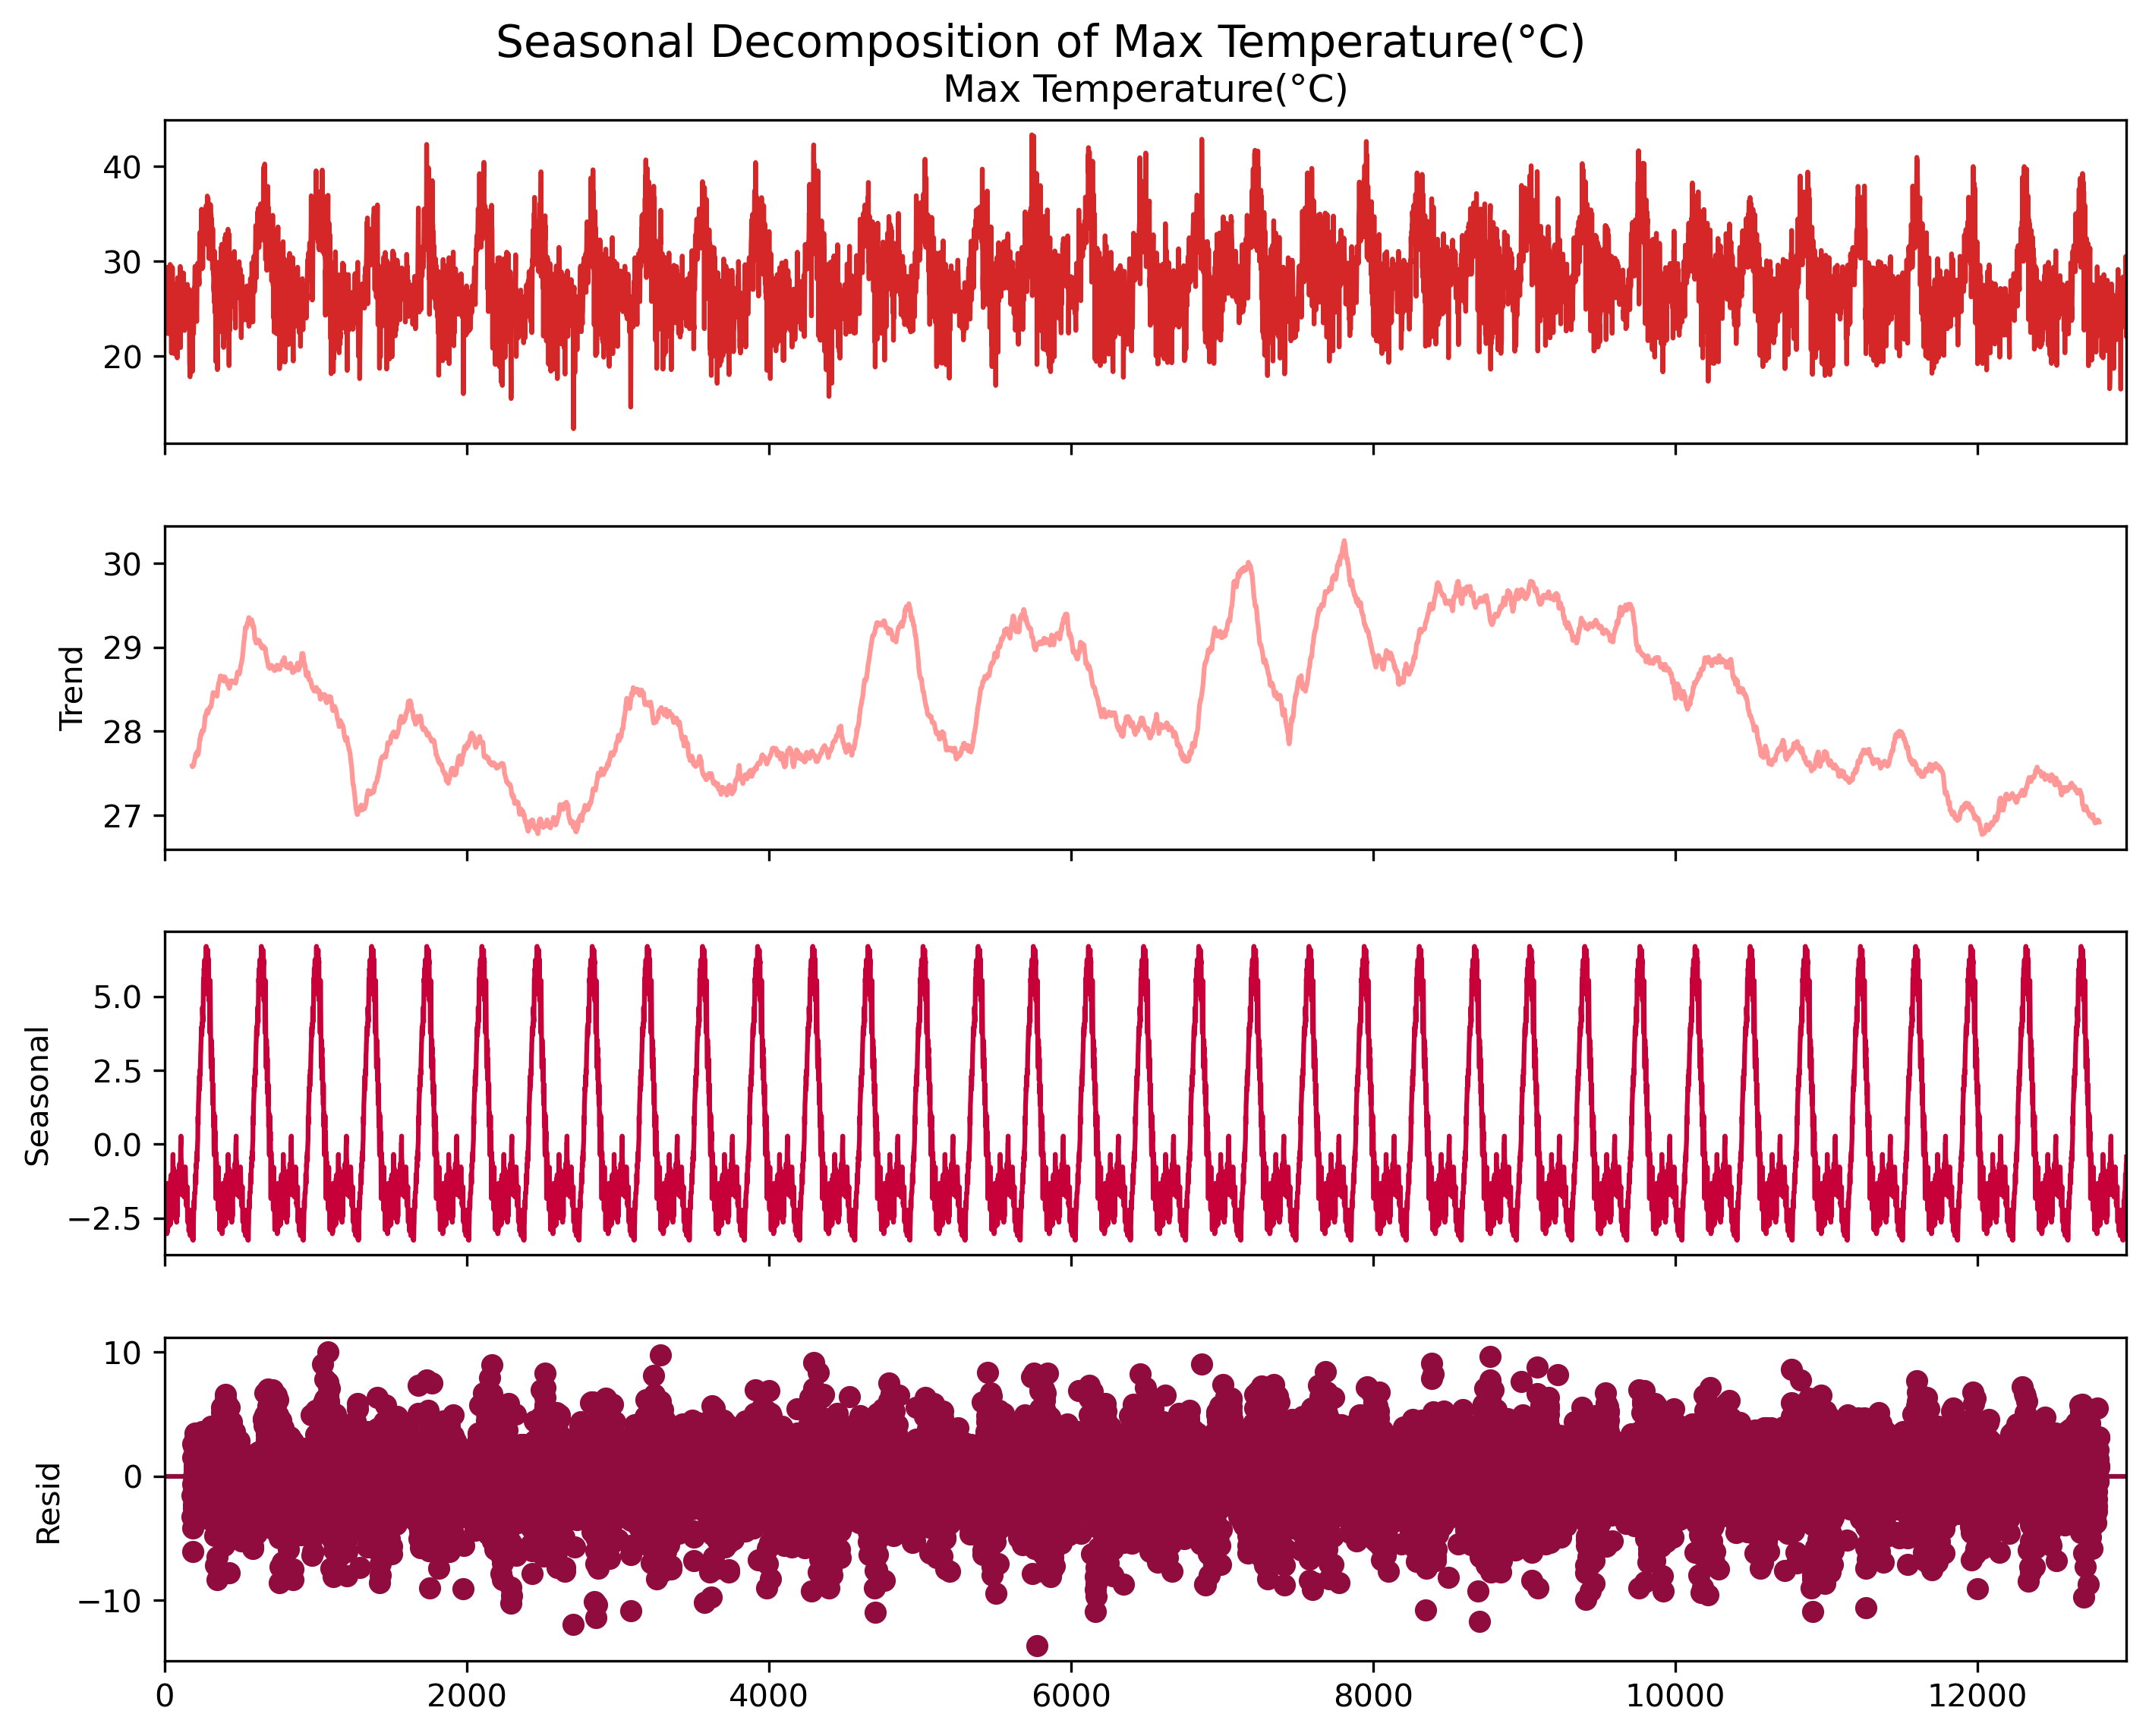 Seasonal Decomposition of Max Temperature(°C)
Max Temperature(°C)
40
30
20
Trend
30
29
28
27
Seasonal
5.0
2.5
0.0
−2.5
Resid
10
0
−10
0 2000 4000 6000 8000 10000 12000